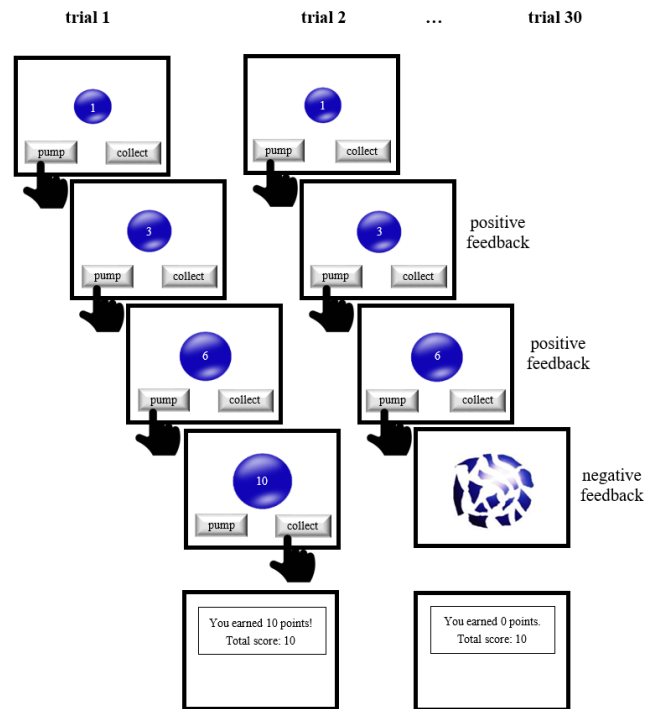 trial 1
trial 2
...
trial 30
1
pump
collect
1
pump
collect
3
pump
collect
3
pump
collect
positive
feedback
6
pump
collect
6
pump
collect
positive
feedback
10
pump
collect
negative
feedback
You earned 10 points!
Total score: 10
You earned 0 points.
Total score: 10